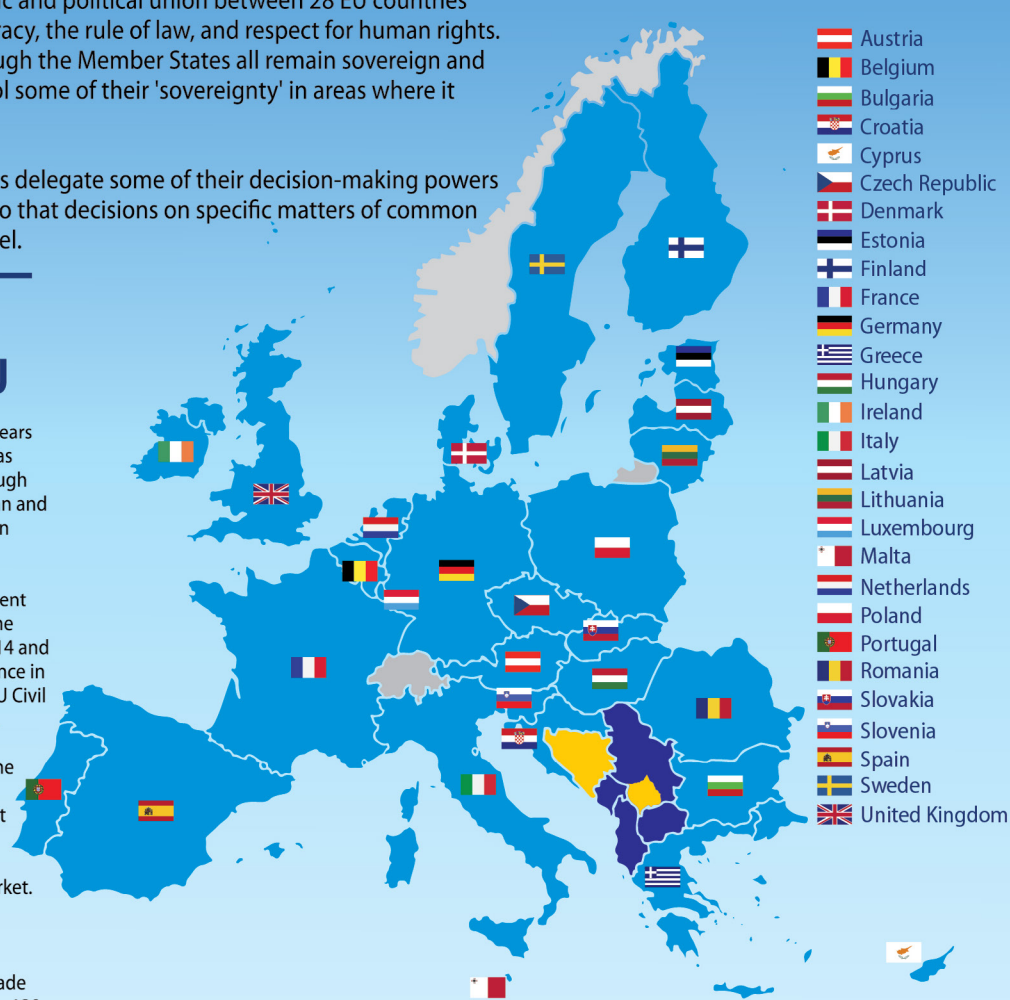 ic and political union between 28 EU countries
racy, the rule of law, and respect for human rights.
ugh the Member States all remain sovereign and
ol some of their 'sovereignty' in areas where it
s delegate some of their decision-making powers
o that decisions on specific matters of common
el.
ears
as
ugh
n and
n
ent
ne
14 and
nce in
U Civil
he
t
rket.
ade
Austria
Belgium
Bulgaria
Croatia
Cyprus
Czech Republic
Denmark
Estonia
Finland
France
Germany
Greece
Hungary
Ireland
Italy
Latvia
Lithuania
Luxembourg
Malta
Netherlands
Poland
Portugal
Romania
Slovakia
Slovenia
Spain
Sweden
United Kingdom